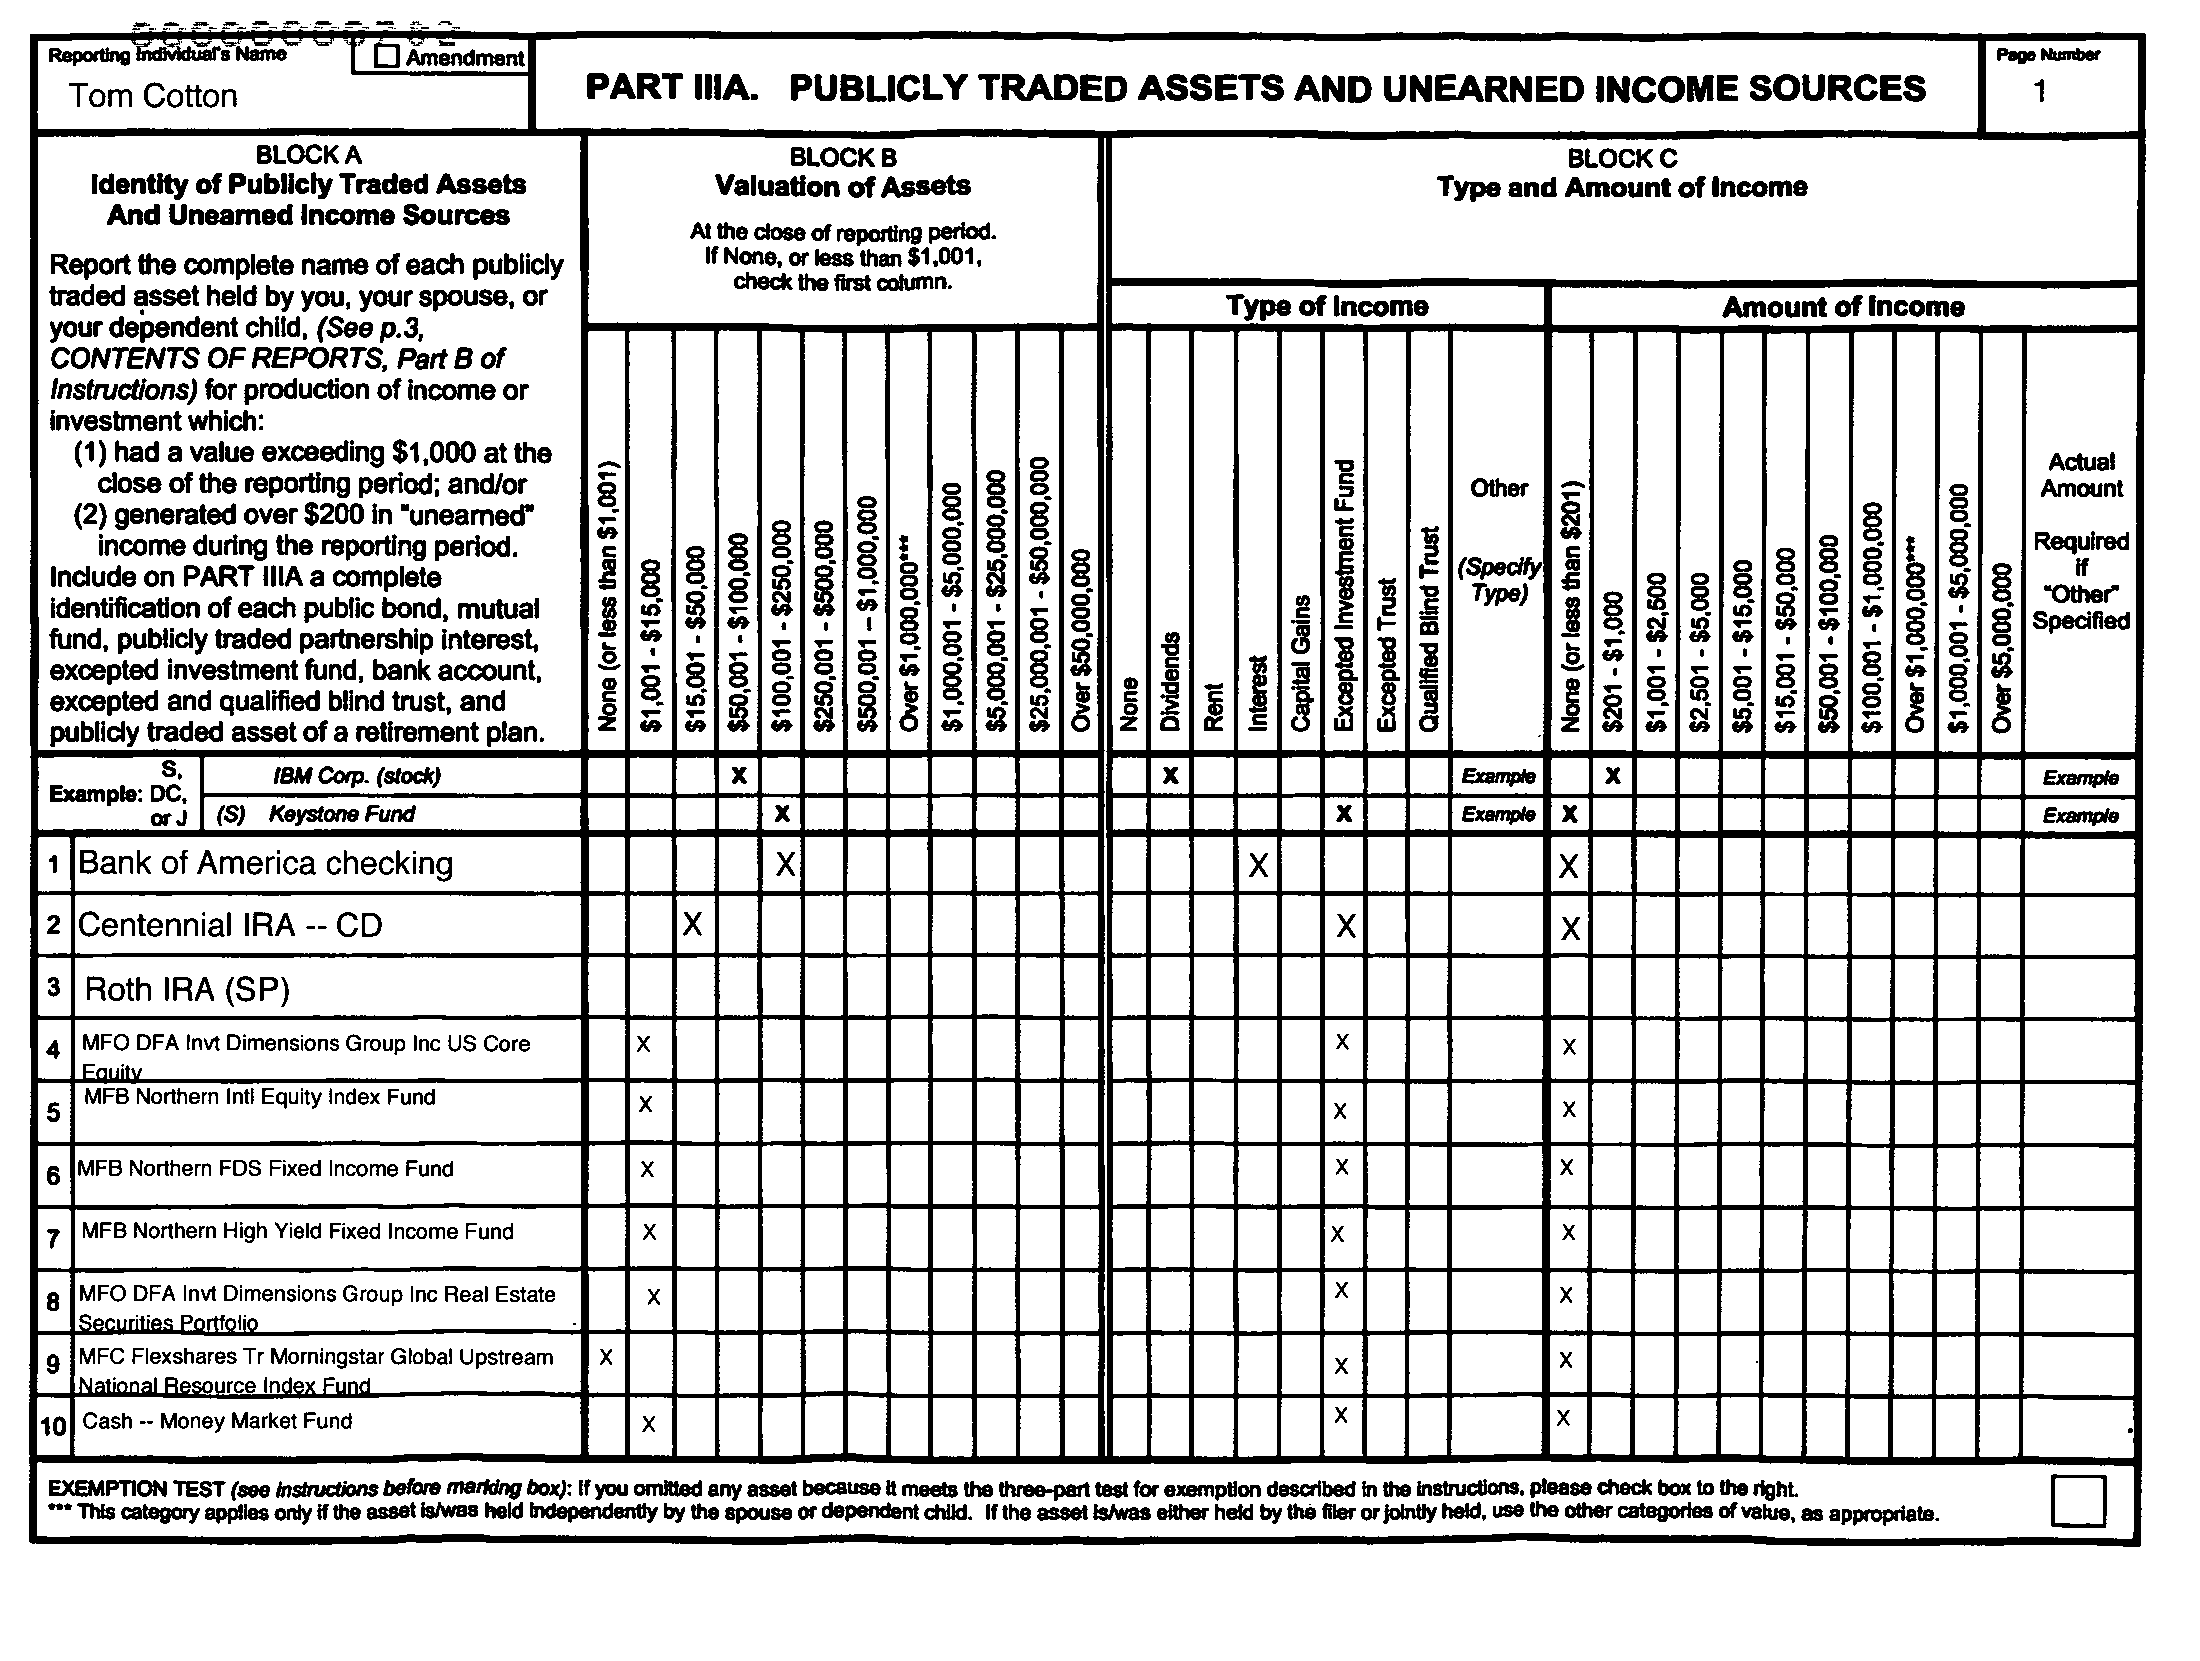 000000000762
Reporting Individual's Name
Amendment
Tom Cotton
PART IIIA. PUBLICLY TRADED ASSETS AND UNEARNED INCOME SOURCES
Page Number
1
BLOCK A
Identity of Publicly Traded Assets
And Unearned Income Sources
Report the complete name of each publicly
traded asset held by you, your spouse, or
your dependent child, (See p.3,
CONTENTS OF REPORTS, Part B of
Instructions) for production of income or
investment which:
(1) had a value exceeding $1,000 at the
close of the reporting period; and/or
(2) generated over $200 in "unearned"
income during the reporting period.
Include on PART IIIA a complete
identification of each public bond, mutual
fund, publicly traded partnership interest,
excepted investment fund, bank account,
excepted and qualified blind trust, and
publicly traded asset of a retirement plan.
BLOCK B
Valuation of Assets
At the close of reporting period.
If None, or less than $1,001,
check the first column.
None (or less than $1,001)
$1,001 - $15,000
$15,001 - $50,000
$50,001 - $100,000
$100,001 - $250,000
$250,001 - $500,000
$500,001 – $1,000,000
Over $1,000,000***
$1,000,001 - $5,000,000
$5,000,001 - $25,000,000
$25,000,001 - $50,000,000
Over $50,000,000
BLOCK C
Type and Amount of Income
Type of Income
None
Dividends
Rent
Interest
Capital Gains
Excepted Investment Fund
Excepted Trust
Qualified Blind Trust
Other
(Specify
Type)
Amount of Income
None (or less than $201)
$201 - $1,000
$1,001 - $2,500
$2,501 - $5,000
$5,001 - $15,000
$15,001 - $50,000
$50,001 - $100,000
$100,001 - $1,000,000
Over $1,000,000***
$1,000,001 - $5,000,000
Over $5,000,000
Actual
Amount
Required
if
"Other"
Specified
Example: S, DC, or J
IBM Corp. (stock) X X Example X Example
(S) Keystone Fund X X Example X Example
1 Bank of America checking X X X
2 Centennial IRA -- CD X X X
3 Roth IRA (SP)
4 MFO DFA Invt Dimensions Group Inc US Core X X X
Equity
5 MFB Northern Intl Equity Index Fund X X X
6 MFB Northern FDS Fixed Income Fund X X X
7 MFB Northern High Yield Fixed Income Fund X X X
8 MFO DFA Invt Dimensions Group Inc Real Estate X X X
Securities Portfolio
9 MFC Flexshares Tr Morningstar Global Upstream X X X
National Resource Index Fund
10 Cash -- Money Market Fund X X X
EXEMPTION TEST (see instructions before marking box): If you omitted any asset because it meets the three-part test for exemption described in the instructions, please check box to the right.
*** This category applies only if the asset is/was held independently by the spouse or dependent child. If the asset is/was either held by the filer or jointly held, use the other categories of value, as appropriate.